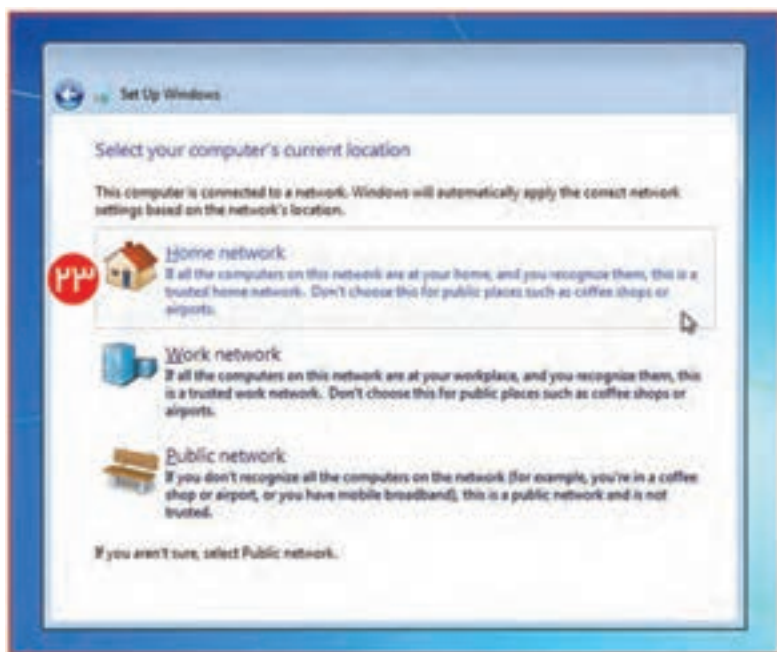 Set Up Windows
Select your computer's current location
This computer is connected to a network. Windows will automatically apply the correct network
settings based on the network's location.
Home network
۲۳
If all the computers on this network are at your home, and you recognize them, this is a
trusted home network. Don't choose this for public places such as coffee shops or
airports.
Work network
If all the computers on this network are at your workplace, and you recognize them, this
is a trusted work network. Don't choose this for public places such as coffee shops or
airports.
Public network
If you don't recognize all the computers on the network (for example, you're in a coffee
shop or airport, or you have mobile broadband), this is a public network and is not
trusted.
If you aren't sure, select Public network.